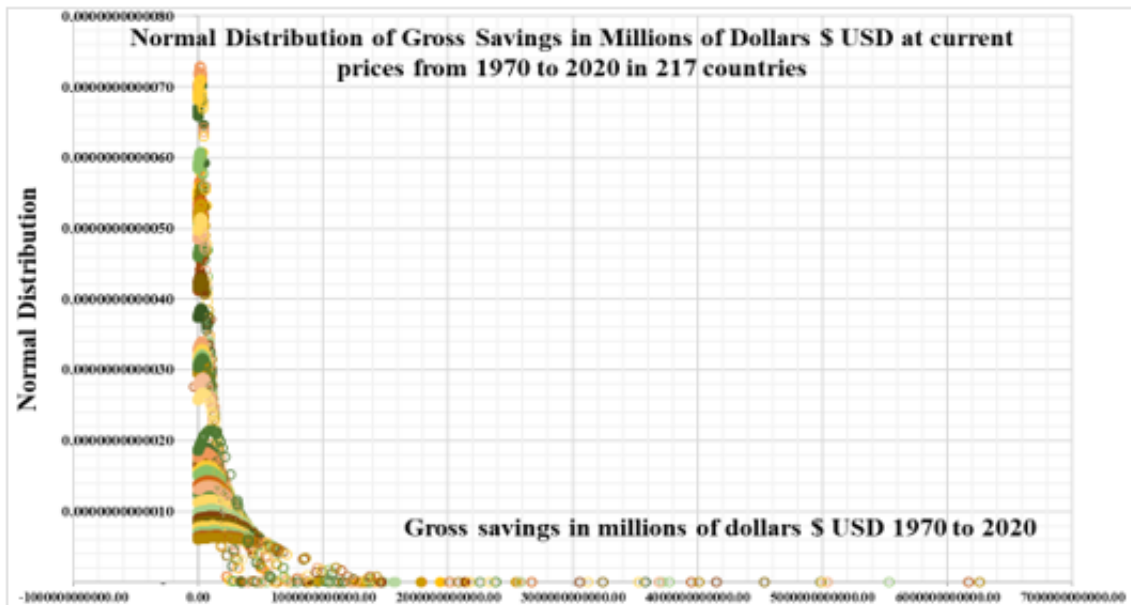 0.0000000000080
Normal Distribution of Gross Savings in Millions of Dollars $ USD at current
prices from 1970 to 2020 in 217 countries
0.0000000000070
0.0000000000060
0.0000000000050
0.0000000000040
0.0000000000030
0.0000000000020
0.0000000000010
-
Normal Distribution
Gross savings in millions of dollars $ USD 1970 to 2020
-1000000000000.00 0.00 1000000000000.00 2000000000000.00 3000000000000.00 4000000000000.00 5000000000000.00 6000000000000.00 7000000000000.00